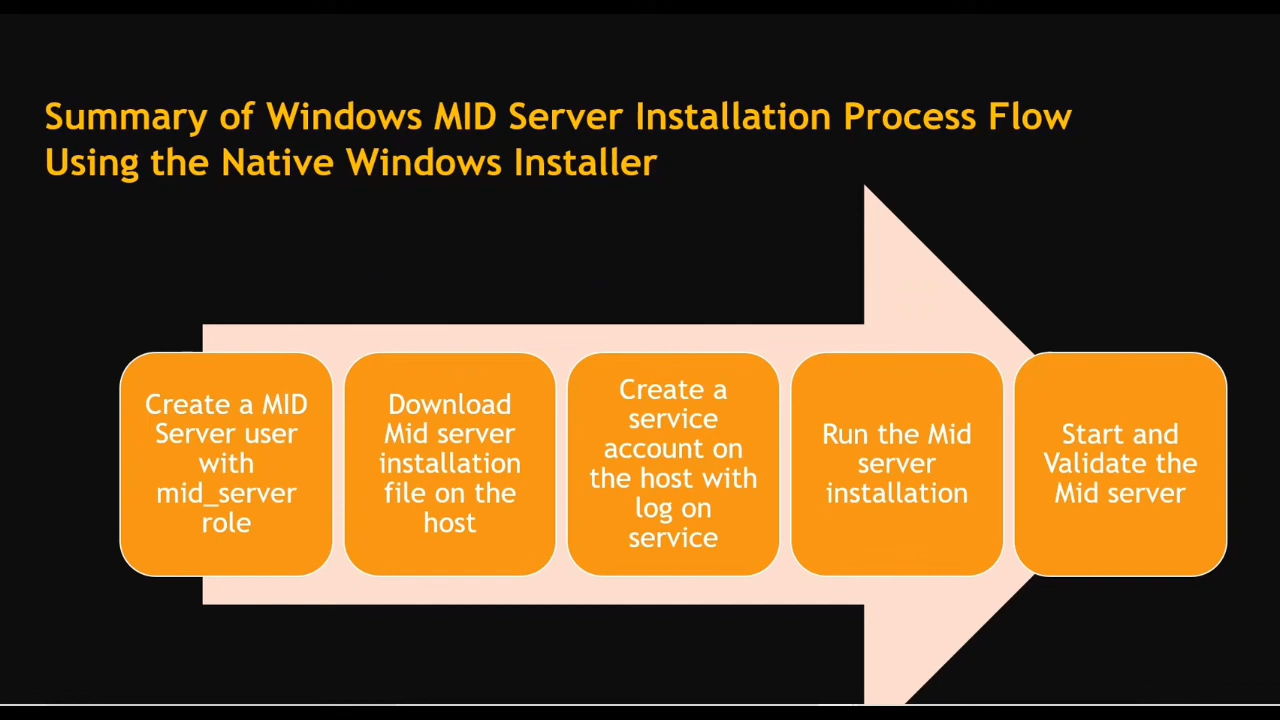 Summary of Windows MID Server Installation Process Flow
Using the Native Windows Installer
Create a MID
Server user
with
mid_server
role
Download
Mid server
installation
file on the
host
Create a
service
account on
the host with
log on
service
Run the Mid
server
installation
Start and
Validate the
Mid server